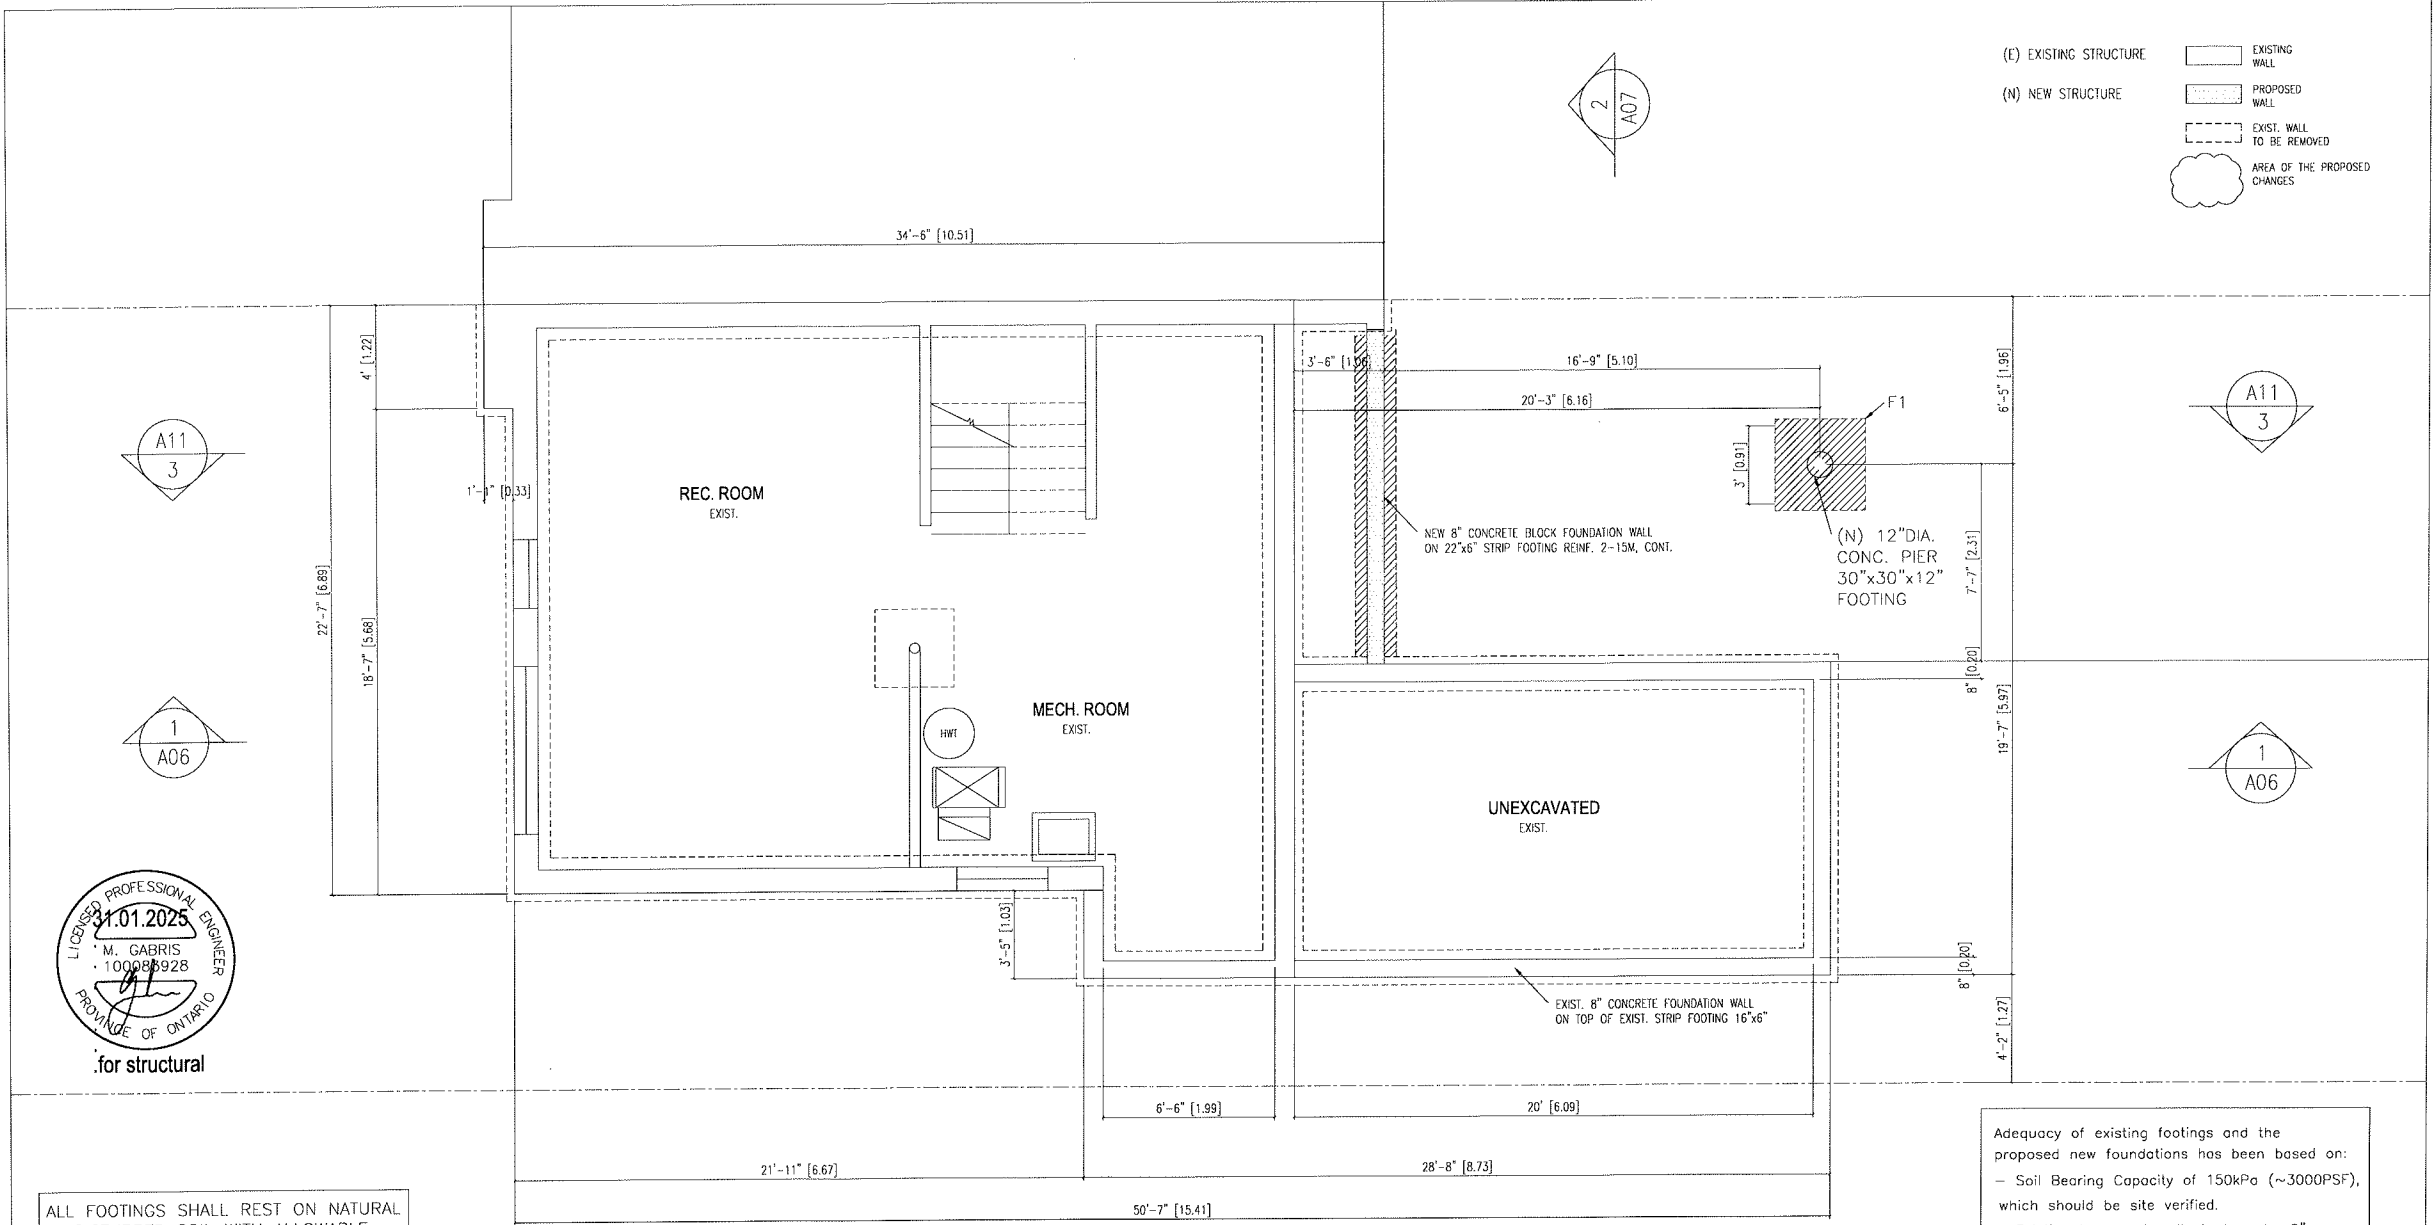 (E) EXISTING STRUCTURE
EXISTING
WALL
(N) NEW STRUCTURE
PROPOSED
WALL
EXIST. WALL
TO BE REMOVED
AREA OF THE PROPOSED
CHANGES
2
A07
34'-6" [10.51]
4' [1.22]
3'-6" [1.06]
16'-9" [5.10]
6'-5" [1.96]
20'-3" [6.16]
F1
A11
3
A11
3
3' [0.91]
1'-1" [0.33]
REC. ROOM
EXIST.
NEW 8" CONCRETE BLOCK FOUNDATION WALL
ON 22"x6" STRIP FOOTING REINF. 2-15M, CONT.
(N) 12"DIA.
CONC. PIER
30"x30"x12"
FOOTING
7'-7" [2.31]
22'-7" [6.89]
18'-7" [5.68]
8" [0.20]
MECH. ROOM
EXIST.
HWT
19'-7" [5.97]
1
A06
1
A06
UNEXCAVATED
EXIST.
LICENSED PROFESSIONAL ENGINEER
31.01.2025
M. GABRIS
PROVINCE OF ONTARIO
for structural
3'-5" [1.03]
8" [0.20]
EXIST. 8" CONCRETE FOUNDATION WALL
ON TOP OF EXIST. STRIP FOOTING 16"x6"
4'-2" [1.27]
6'-6" [1.99]
20' [6.09]
21'-11" [6.67]
28'-8" [8.73]
50'-7" [15.41]
ALL FOOTINGS SHALL REST ON NATURAL
Adequacy of existing footings and the
proposed new foundations has been based on:
- Soil Bearing Capacity of 150kPa (~3000PSF),
which should be site verified.